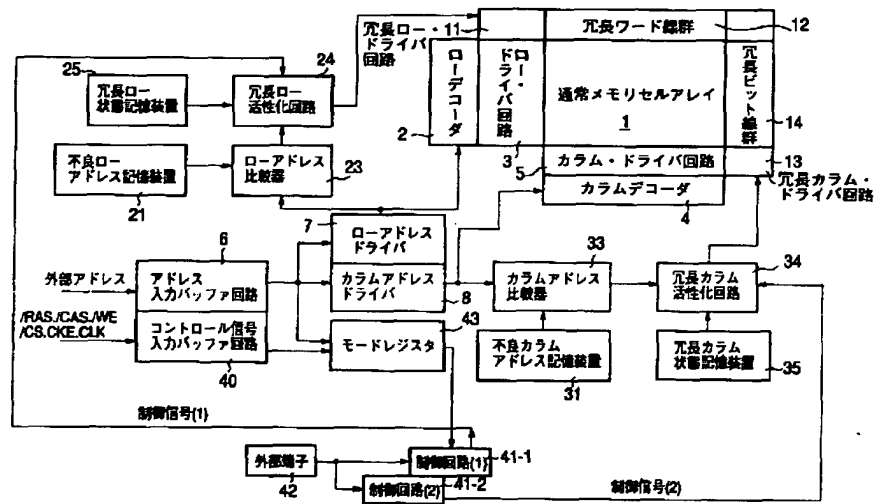 冗長ロー・
ドライバ
回路
11
冗長ワード線群
12
25
24
冗長ロー
状態記憶装置
冗長ロー
活性化回路
ローデコーダ
ロー・
ドライバ回路
通常メモリセルアレイ
1
冗長ビット線群
14
2
3
不良ロー
アドレス記憶装置
ローアドレス
比較器
21
23
カラム・ドライバ回路
5
13
カラムデコーダ
4
冗長カラム・
ドライバ回路
7
ローアドレス
ドライバ
6
外部アドレス
アドレス
入力バッファ回路
カラムアドレス
ドライバ
8
33
カラムアドレス
比較器
34
冗長カラム
活性化回路
/RAS./CAS./WE
/CS.CKE.CLK
コントロール信号
入力バッファ回路
40
43
モードレジスタ
不良カラム
アドレス記憶装置
31
冗長カラム
状態記憶装置
35
制御信号(1)
外部端子
42
制御回路(1)
41-1
41-2
制御回路(2)
制御信号(2)